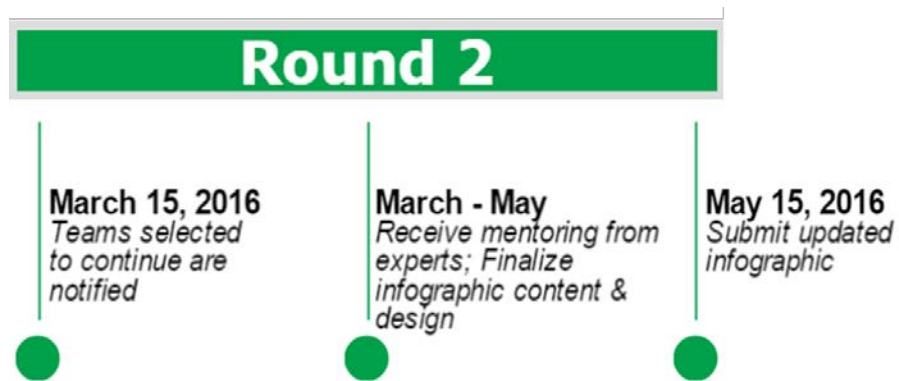 Round 2
March 15, 2016
Teams selected
to continue are
notified
March - May
Receive mentoring from
experts; Finalize
infographic content &
design
May 15, 2016
Submit updated
infographic